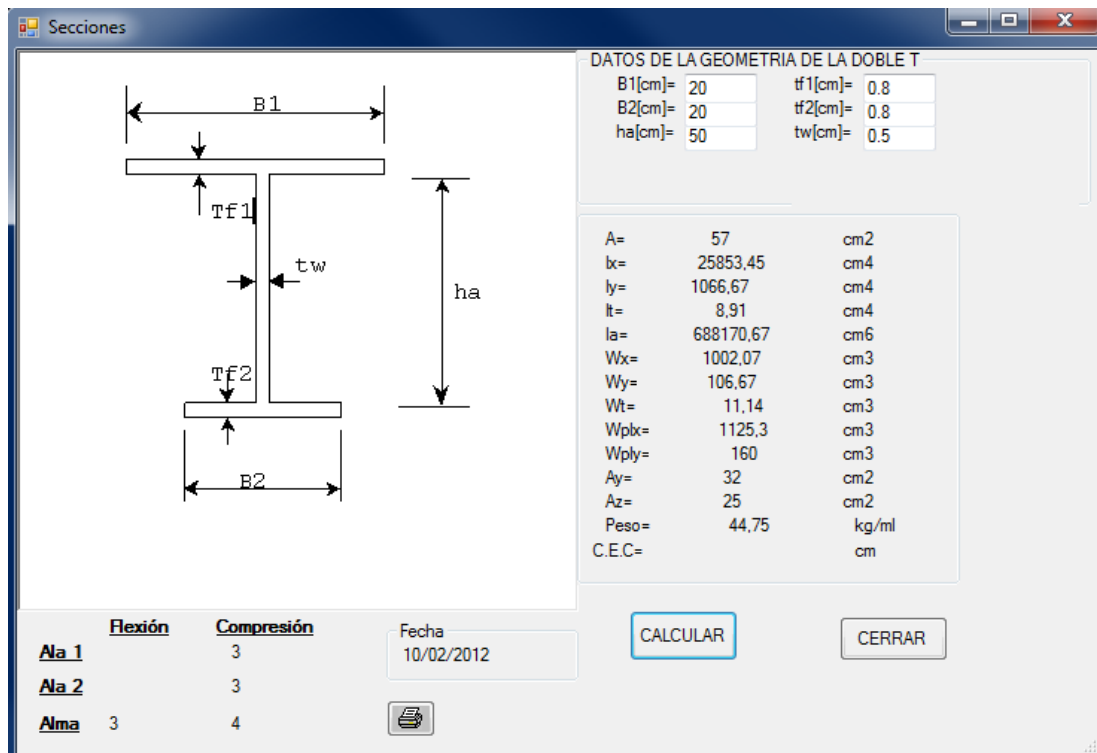 Secciones
B1
Tf1
tw
ha
Tf2
B2
DATOS DE LA GEOMETRIA DE LA DOBLE T
B1[cm]= 20 tf1[cm]= 0.8
B2[cm]= 20 tf2[cm]= 0.8
ha[cm]= 50 tw[cm]= 0.5
A= 57 cm2
Ix= 25853,45 cm4
Iy= 1066,67 cm4
It= 8,91 cm4
Ia= 688170,67 cm6
Wx= 1002,07 cm3
Wy= 106,67 cm3
Wt= 11,14 cm3
Wplx= 1125,3 cm3
Wply= 160 cm3
Ay= 32 cm2
Az= 25 cm2
Peso= 44,75 kg/ml
C.E.C= cm
Flexión Compresión
Ala 1 3
Ala 2 3
Alma 3 4
Fecha
10/02/2012
CALCULAR
CERRAR